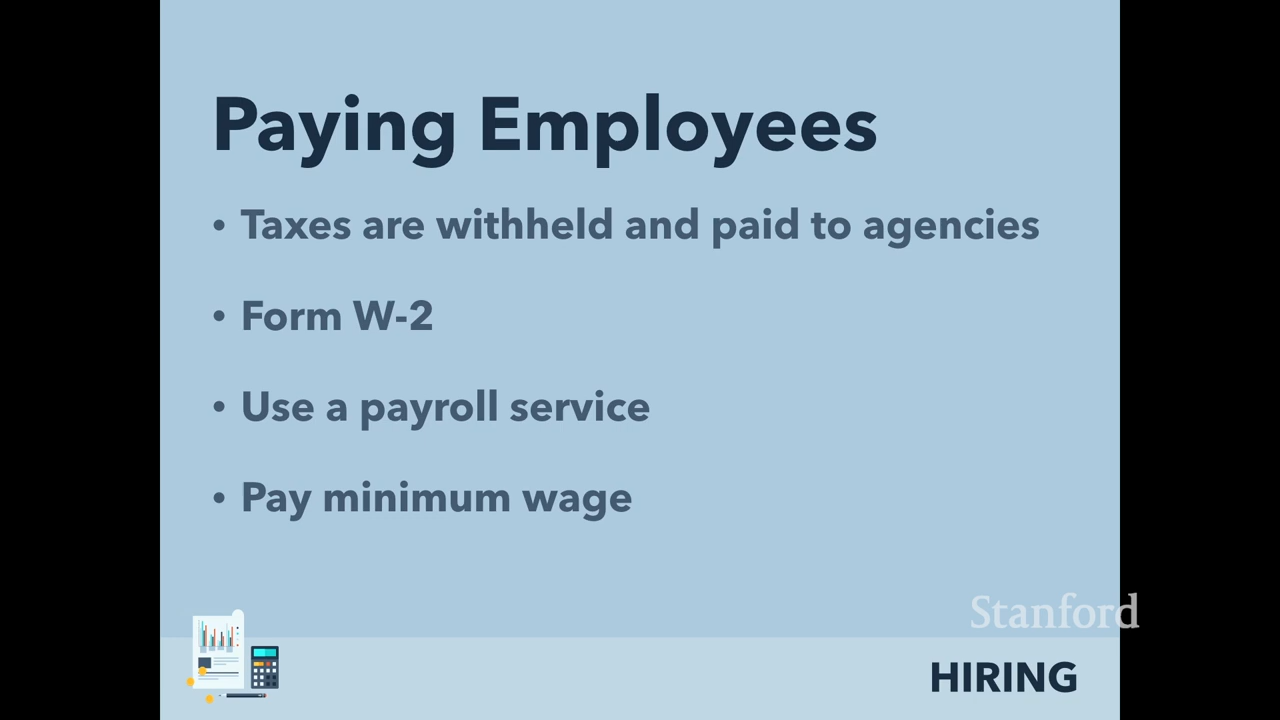 Paying Employees
• Taxes are withheld and paid to agencies
• Form W-2
• Use a payroll service
• Pay minimum wage
Stanford
HIRING